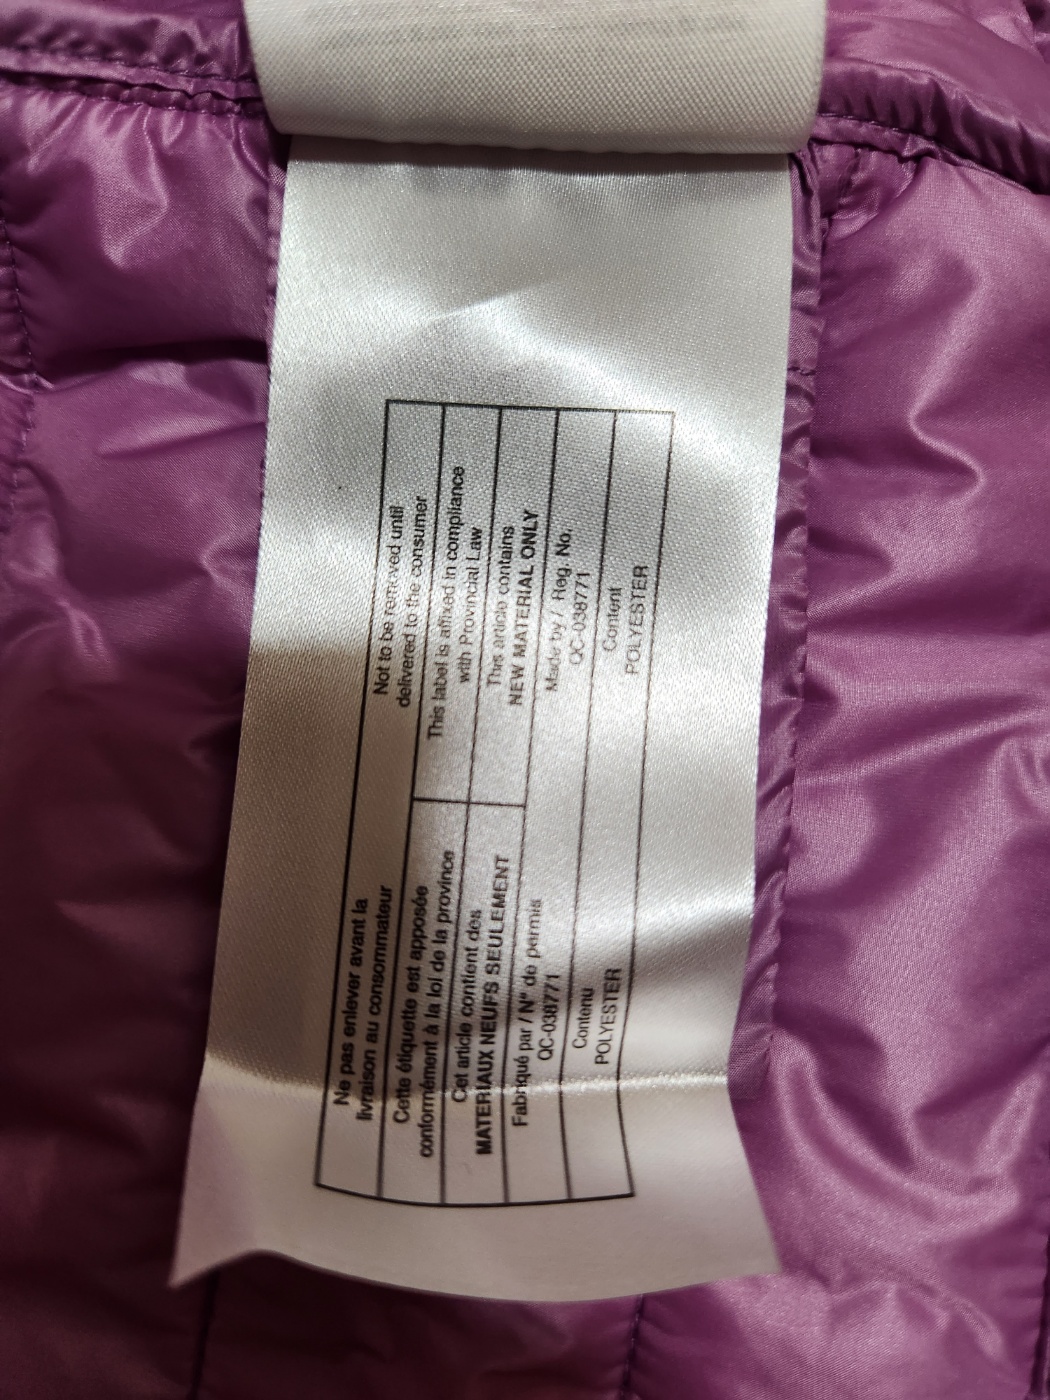 Ne pas enlever avant la
livraison au consommateur
Not to be removed until
delivered to the consumer
Cette étiquette est apposée
conformément à la loi de la province
This label is affixed in compliance
with Provincial Law
Cet article contient des
MATERIAUX NEUFS SEULEMENT
This article contains
NEW MATERIAL ONLY
Fabriqué par / N° de permis
QC-038771
Made by / Reg. No.
QC-038771
Contenu
POLYESTER
Content
POLYESTER